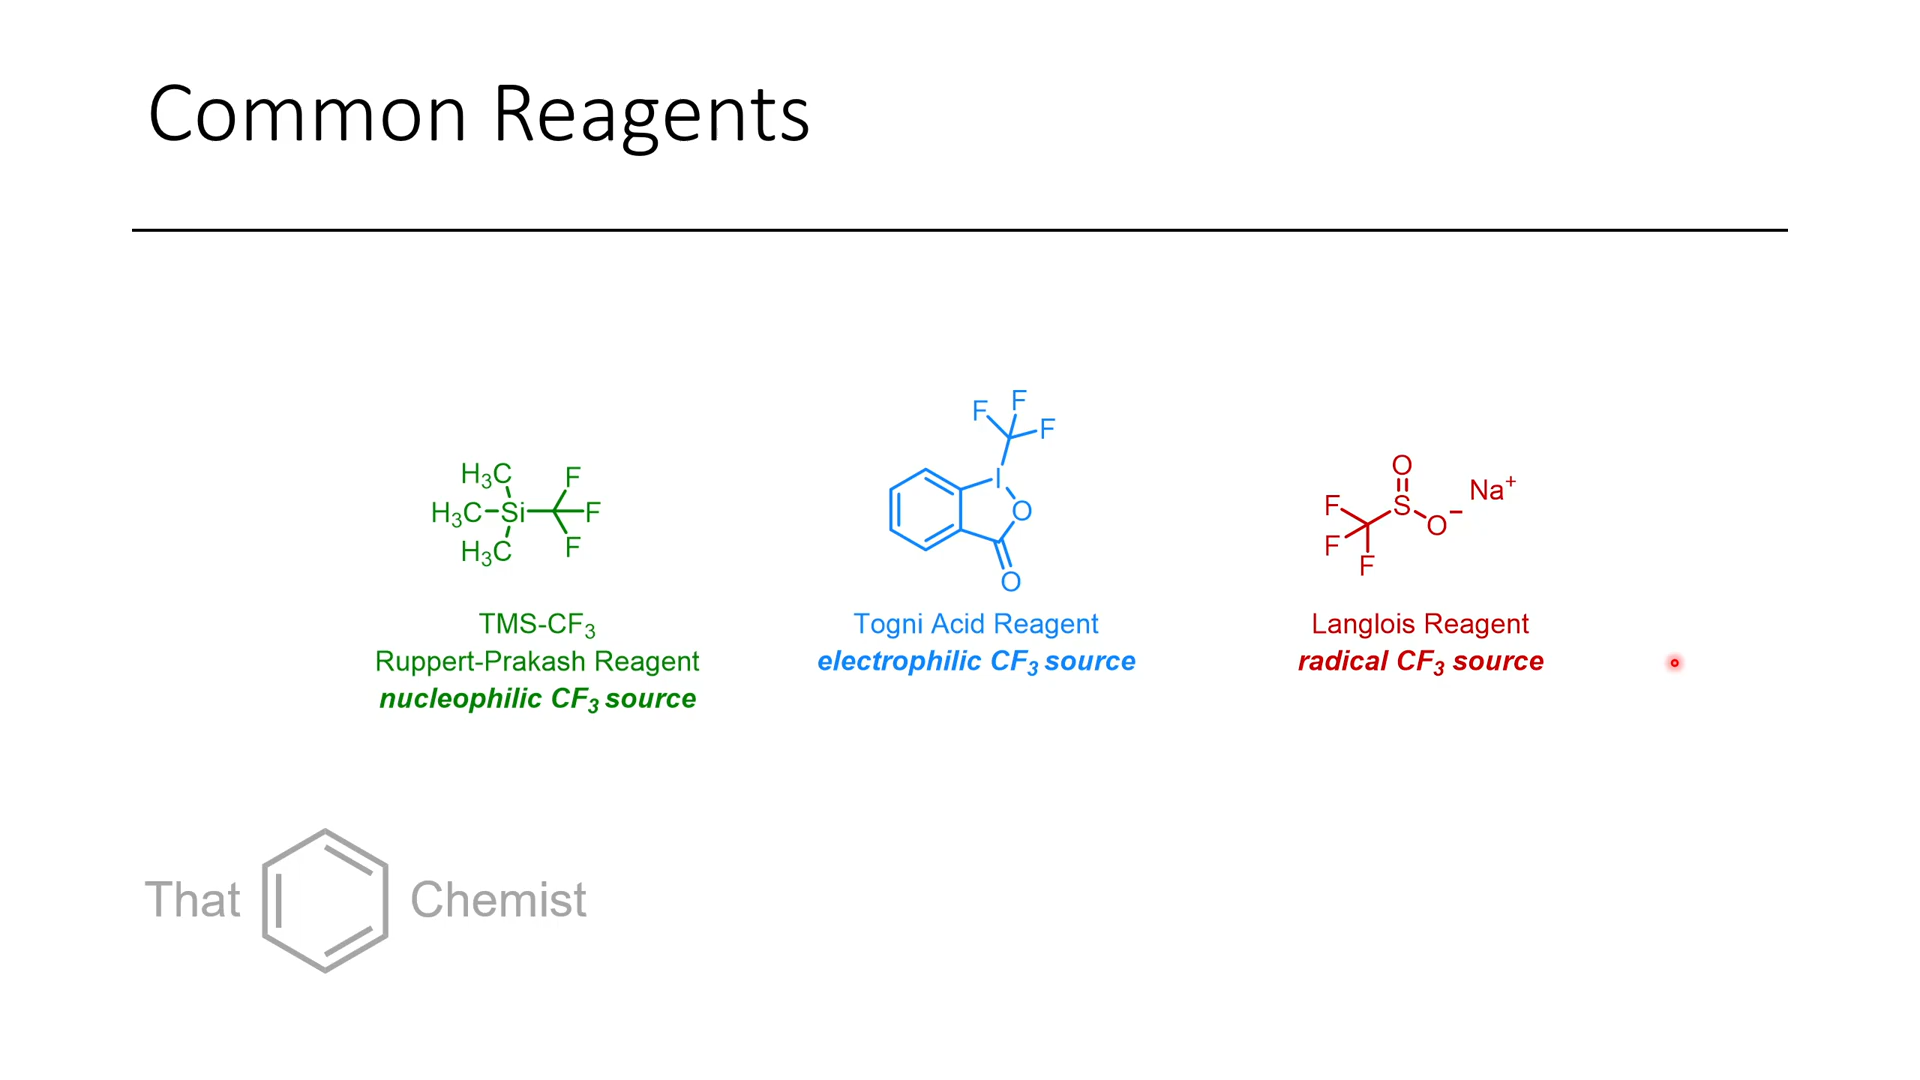 Common Reagents
H₃C
H₃C Si F
H₃C F
F
TMS-CF₃
Ruppert-Prakash Reagent
nucleophilic CF₃ source
F F F
I
O
O
Togni Acid Reagent
electrophilic CF₃ source
O
F S O⁻ Na⁺
F
F
Langlois Reagent
radical CF₃ source
That Chemist